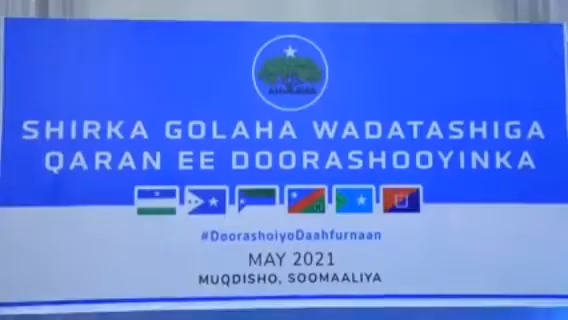 SHIRKA GOLAHA WADATASHIGA
QARAN EE DOORASHOOYINKA
#DoorashoiyoDaahfurnaan
MAY 2021
MUQDISHO, SOOMAALIYA